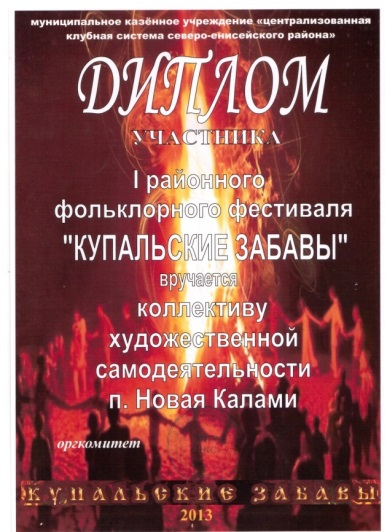 муниципальное казённое учреждение «централизованная
клубная система северо-енисейского района»
ДИПЛОМ
УЧАСТНИКА
I районного
фольклорного фестиваля
"КУПАЛЬСКИЕ ЗАБАВЫ"
вручается
коллективу
художественной
самодеятельности
п. Новая Калами
оргкомитет
КУПАЛЬСКИЕ ЗАБАВЫ
2013